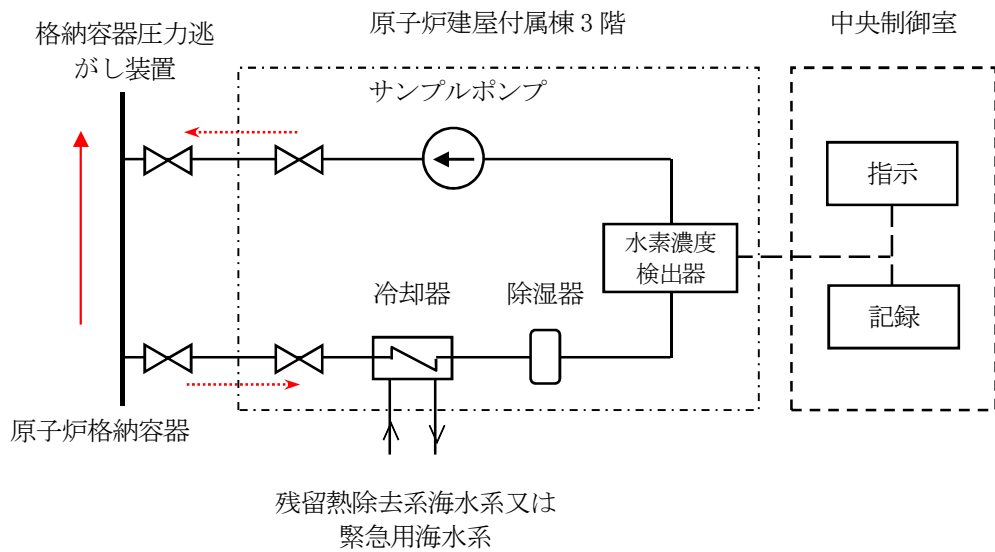 原子炉建屋付属棟3階
中央制御室
格納容器圧力逃
がし装置
サンプルポンプ
指示
水素濃度
検出器
冷却器
除湿器
記録
原子炉格納容器
残留熱除去系海水系又は
緊急用海水系